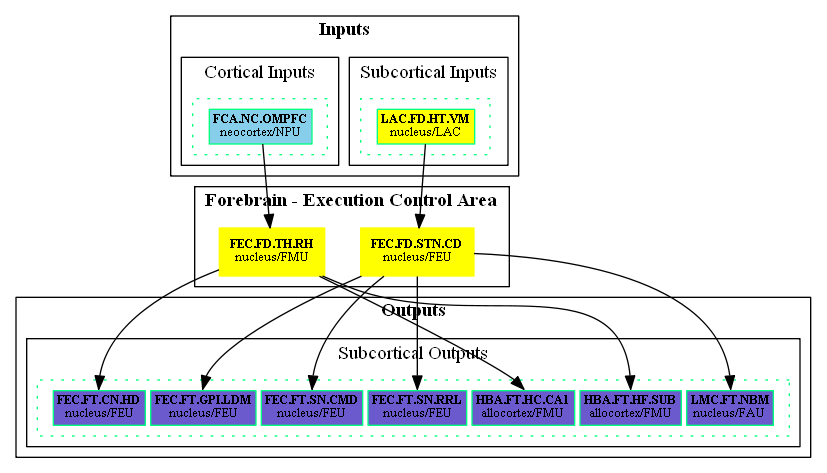 Inputs
Cortical Inputs
Subcortical Inputs
FCA.NC.OMPFC
neocortex/NPU
LAC.FD.HT.VM
nucleus/LAC
Forebrain - Execution Control Area
FEC.FD.TH.RH
nucleus/FMU
FEC.FD.STN.CD
nucleus/FEU
Outputs
Subcortical Outputs
FEC.FT.CN.HD
nucleus/FEU
FEC.FT.GPI.LDM
nucleus/FEU
FEC.FT.SN.CMD
nucleus/FEU
FEC.FT.SN.RRL
nucleus/FEU
HBA.FT.HC.CA1
allocortex/FMU
HBA.FT.HF.SUB
allocortex/FMU
LMC.FT.NBM
nucleus/FAU